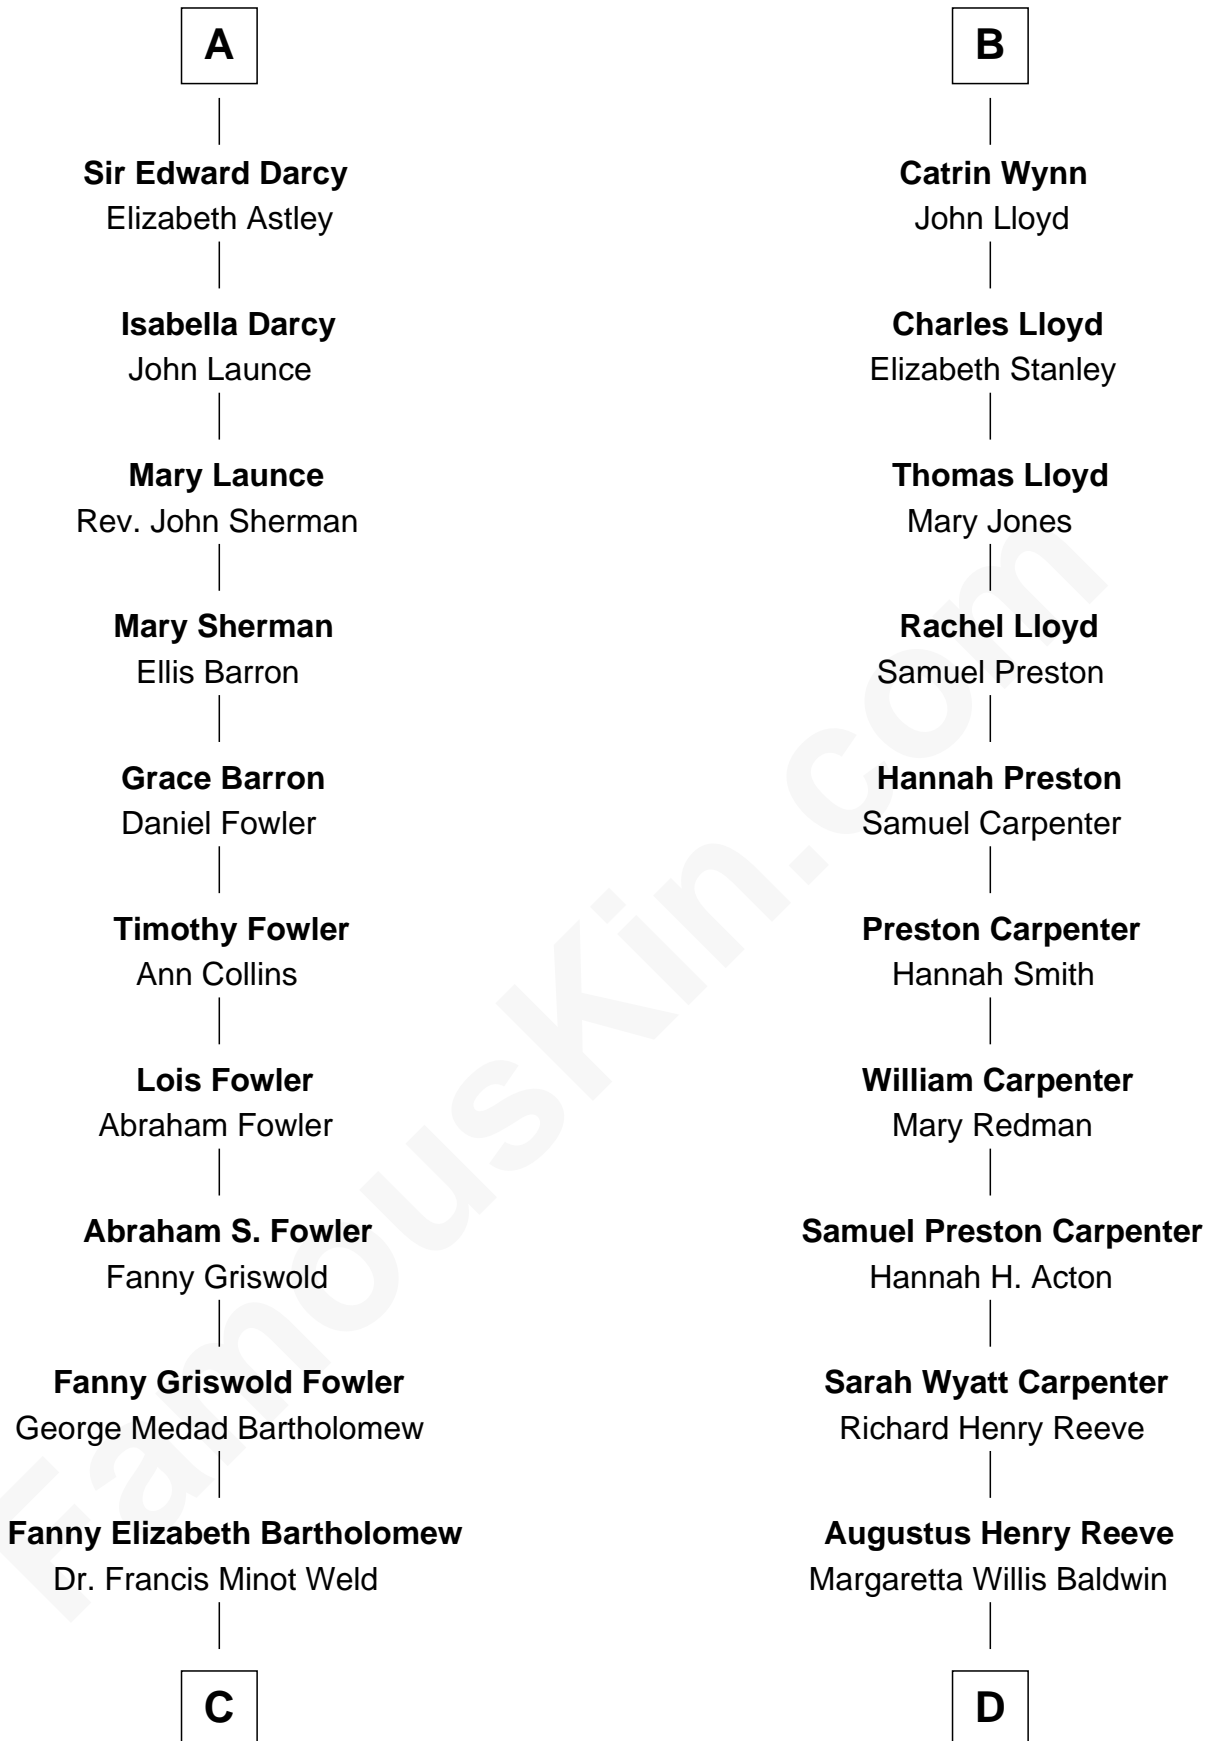 A
Sir Edward Darcy
Elizabeth Astley
Isabella Darcy
John Launce
Mary Launce
Rev. John Sherman
Mary Sherman
Ellis Barron
Grace Barron
Daniel Fowler
Timothy Fowler
Ann Collins
Lois Fowler
Abraham Fowler
Abraham S. Fowler
Fanny Griswold
Fanny Griswold Fowler
George Medad Bartholomew
Fanny Elizabeth Bartholomew
Dr. Francis Minot Weld
C
B
Catrin Wynn
John Lloyd
Charles Lloyd
Elizabeth Stanley
Thomas Lloyd
Mary Jones
Rachel Lloyd
Samuel Preston
Hannah Preston
Samuel Carpenter
Preston Carpenter
Hannah Smith
William Carpenter
Mary Redman
Samuel Preston Carpenter
Hannah H. Acton
Sarah Wyatt Carpenter
Richard Henry Reeve
Augustus Henry Reeve
Margaretta Willis Baldwin
D
FamousKin.com